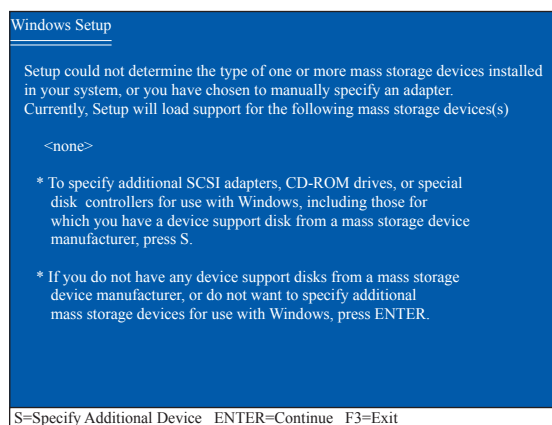 Windows Setup
Setup could not determine the type of one or more mass storage devices installed
in your system, or you have chosen to manually specify an adapter.
Currently, Setup will load support for the following mass storage devices(s)
<none>
* To specify additional SCSI adapters, CD-ROM drives, or special
disk controllers for use with Windows, including those for
which you have a device support disk from a mass storage device
manufacturer, press S.
* If you do not have any device support disks from a mass storage
device manufacturer, or do not want to specify additional
mass storage devices for use with Windows, press ENTER.
S=Specify Additional Device ENTER=Continue F3=Exit